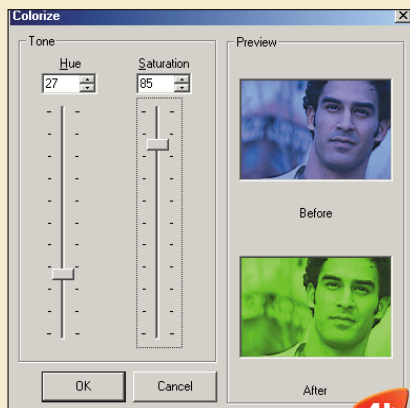 Colorize
Tone
Hue
Saturation
27
85
Preview
Before
After
OK
Cancel